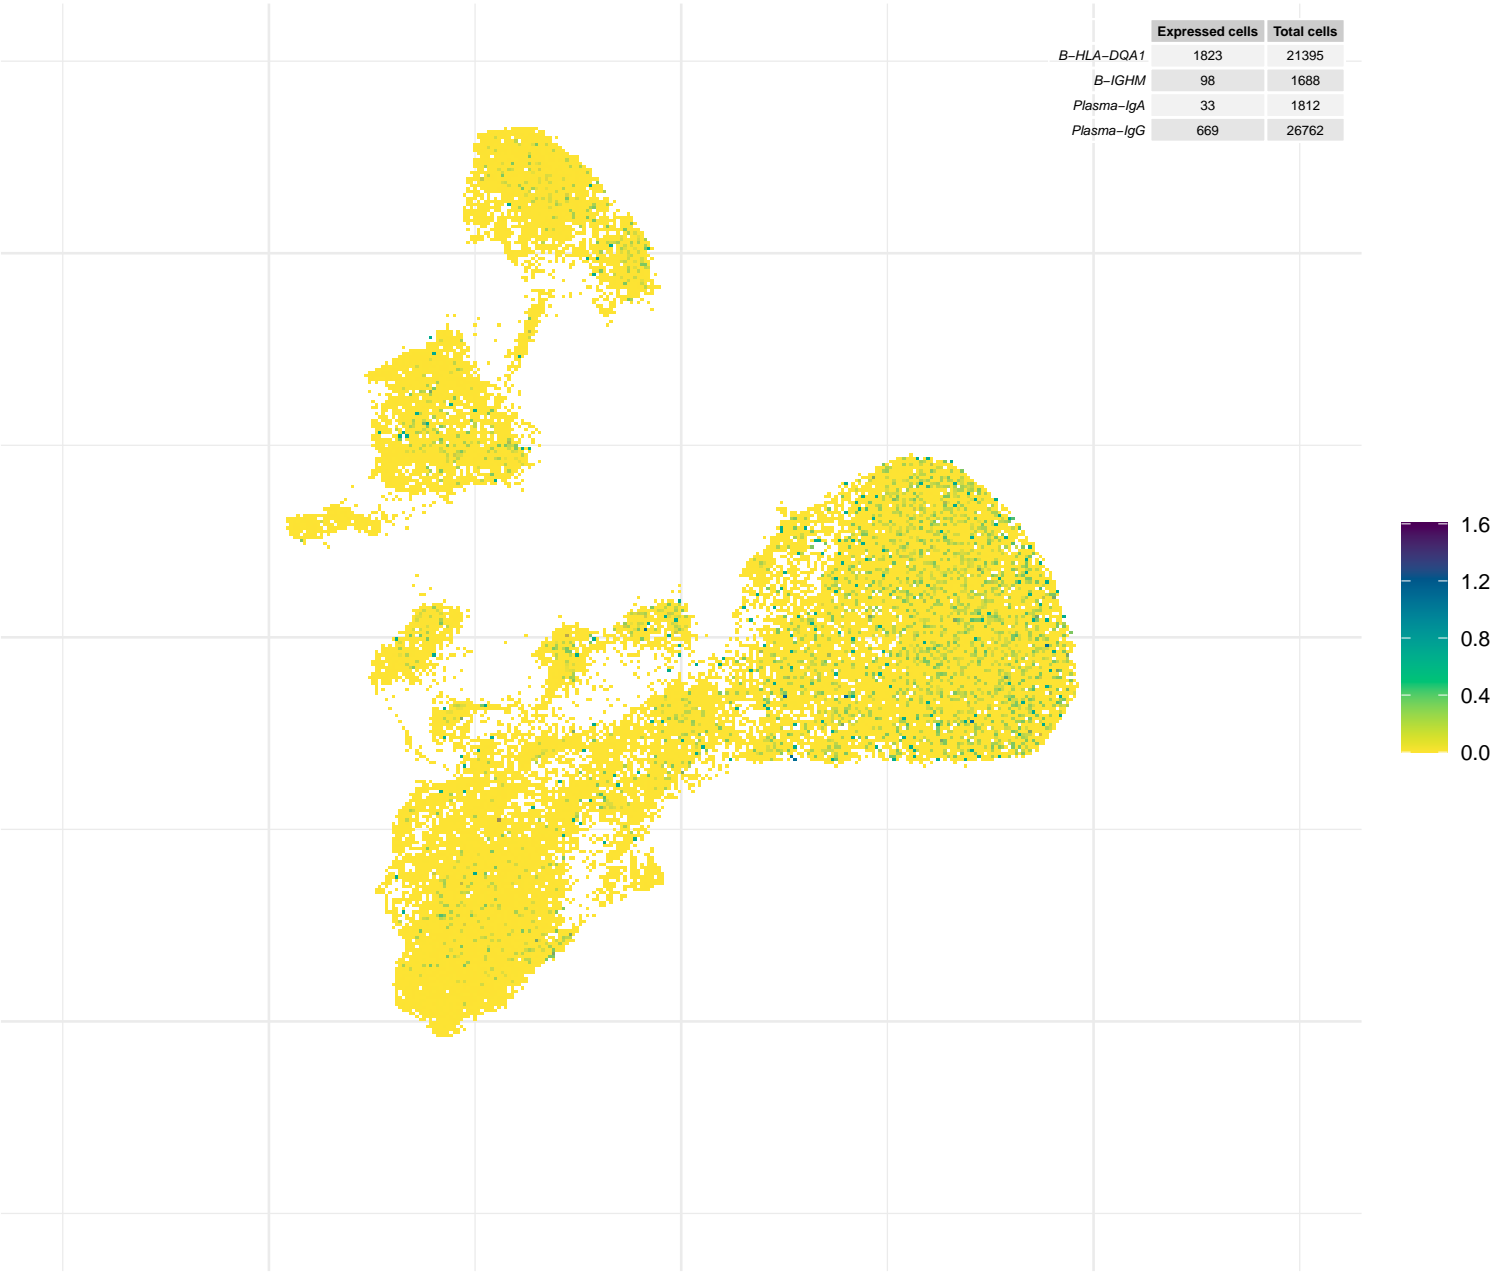 Expressed cells Total cells
B−HLA−DQA1 1823 21395
B−IGHM 98 1688
Plasma−IgA 33 1812
Plasma−IgG 669 26762
1.6
1.2
0.8
0.4
0.0